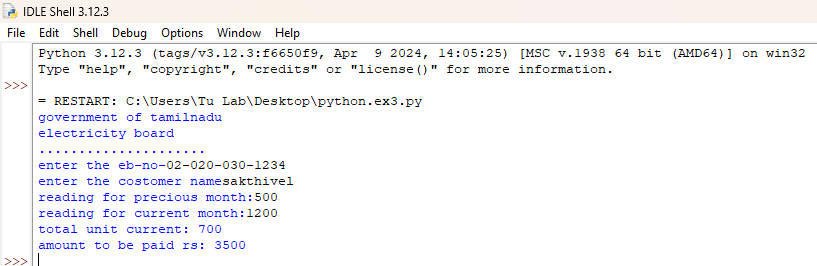 IDLE Shell 3.12.3
File Edit Shell Debug Options Window Help
Python 3.12.3 (tags/v3.12.3:f6650f9, Apr  9 2024, 14:05:25) [MSC v.1938 64 bit (AMD64)] on win32
Type "help", "copyright", "credits" or "license()" for more information.
>>>
= RESTART: C:\Users\Tu Lab\Desktop\python.ex3.py
government of tamilnadu
electricity board
.....................
enter the eb-no-02-020-030-1234
enter the costomer namesakthivel
reading for precious month:500
reading for current month:1200
total unit current: 700
amount to be paid rs: 3500
>>>